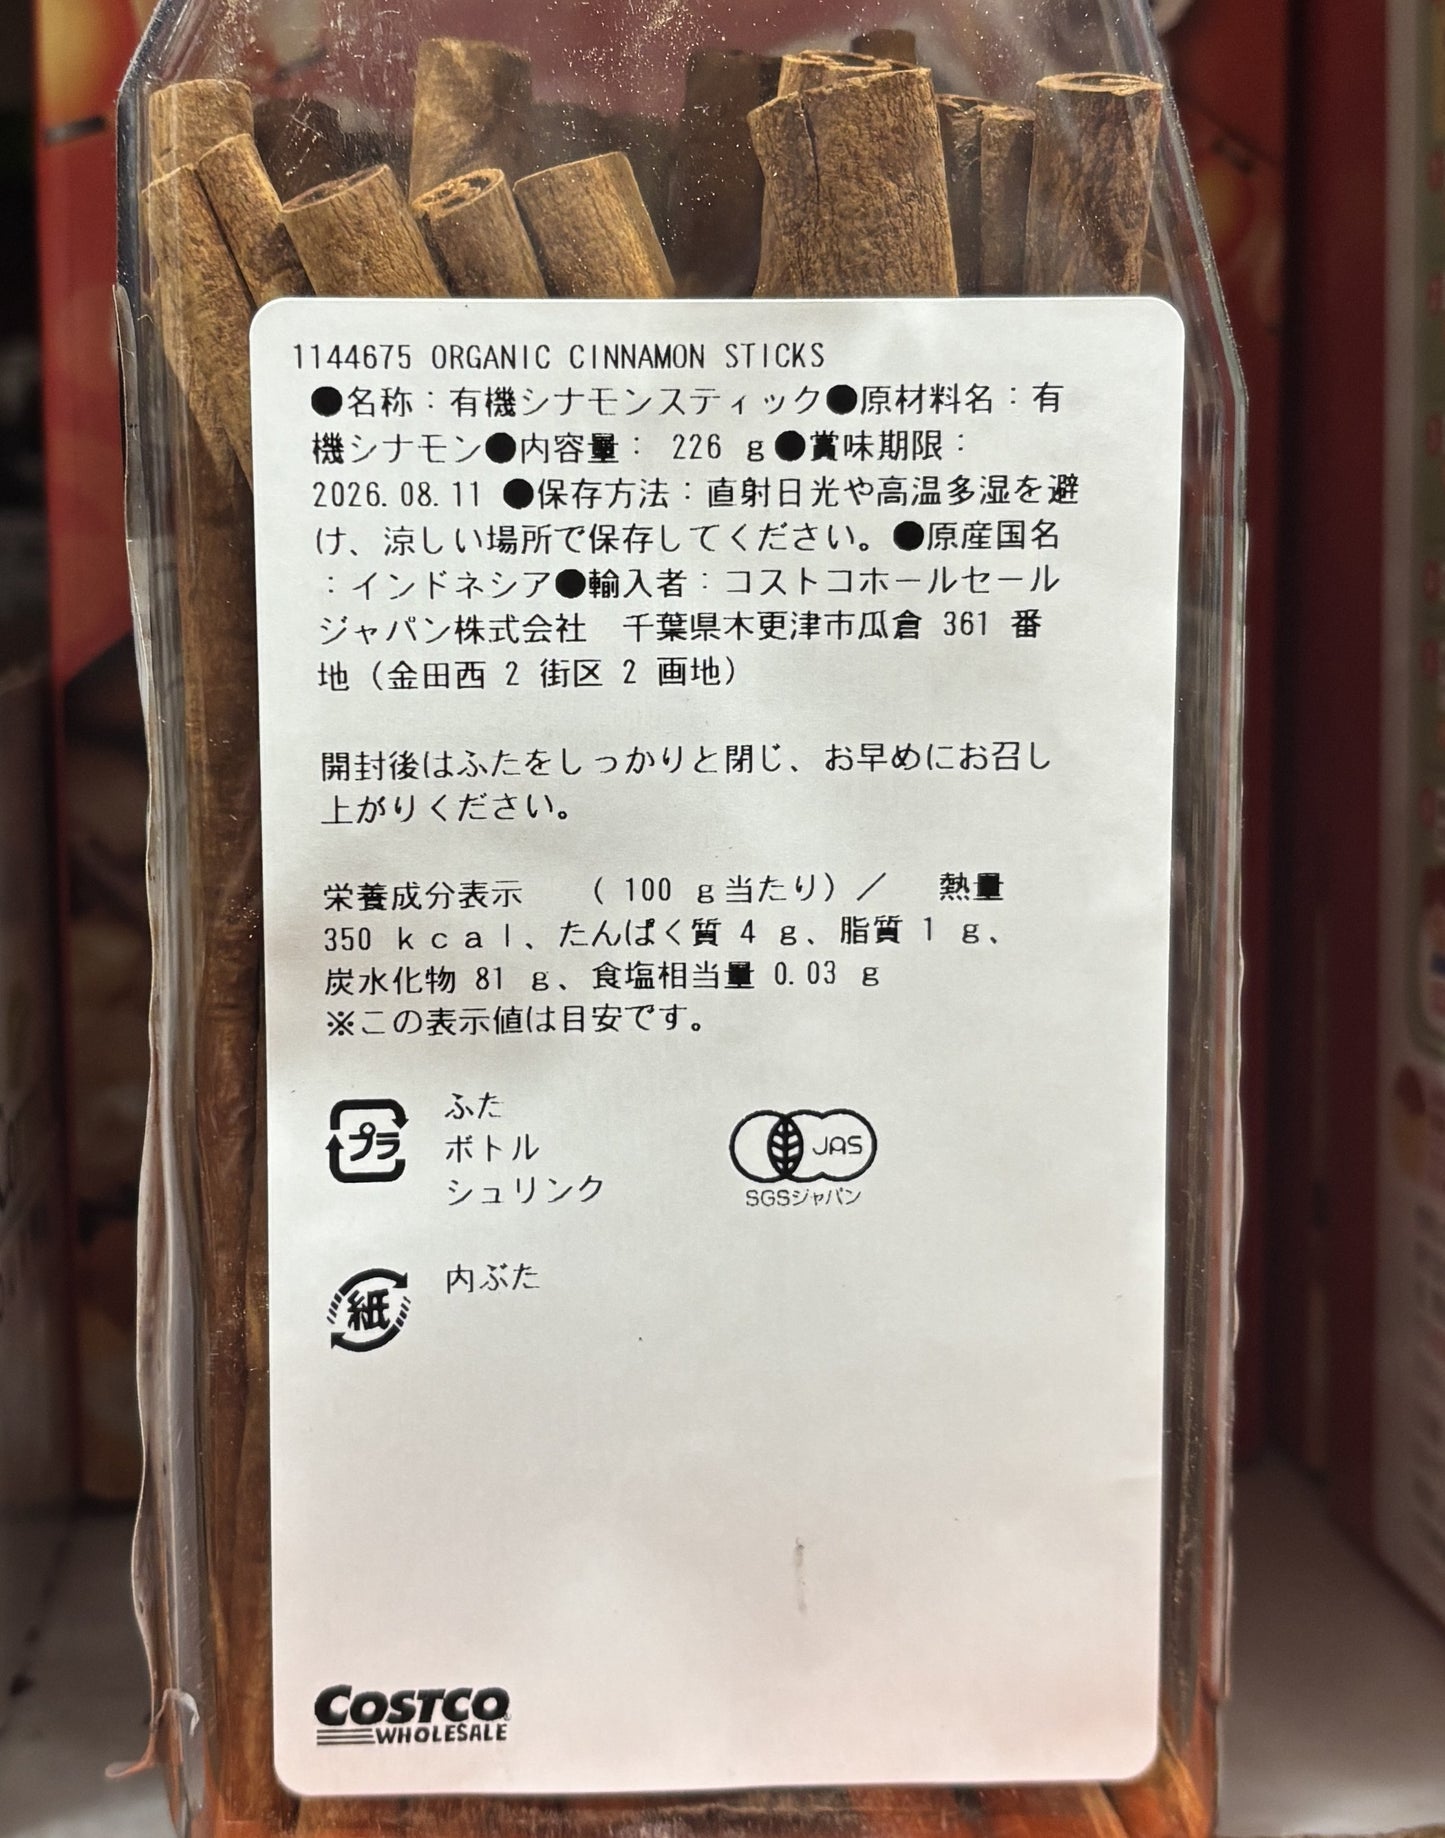 1144675 ORGANIC CINNAMON STICKS
●名称：有機シナモンスティック●原材料名：有
機シナモン●内容量： 226 ｇ●賞味期限：
2026.08.11 ●保存方法：直射日光や高温多湿を避
け、涼しい場所で保存してください。●原産国名
：インドネシア●輸入者：コストコホールセール
ジャパン株式会社　千葉県木更津市瓜倉 361 番
地（金田西 2 街区 2 画地）
開封後はふたをしっかりと閉じ、お早めにお召し
上がりください。
栄養成分表示　（ 100 ｇ当たり）／　熱量
350 ｋｃａｌ、たんぱく質 4 ｇ、脂質 1 ｇ、
炭水化物 81 ｇ、食塩相当量 0.03 ｇ
※この表示値は目安です。
プラ
ふた
ボトル
シュリンク
JAS
SGSジャパン
紙
内ぶた
COSTCO
WHOLESALE